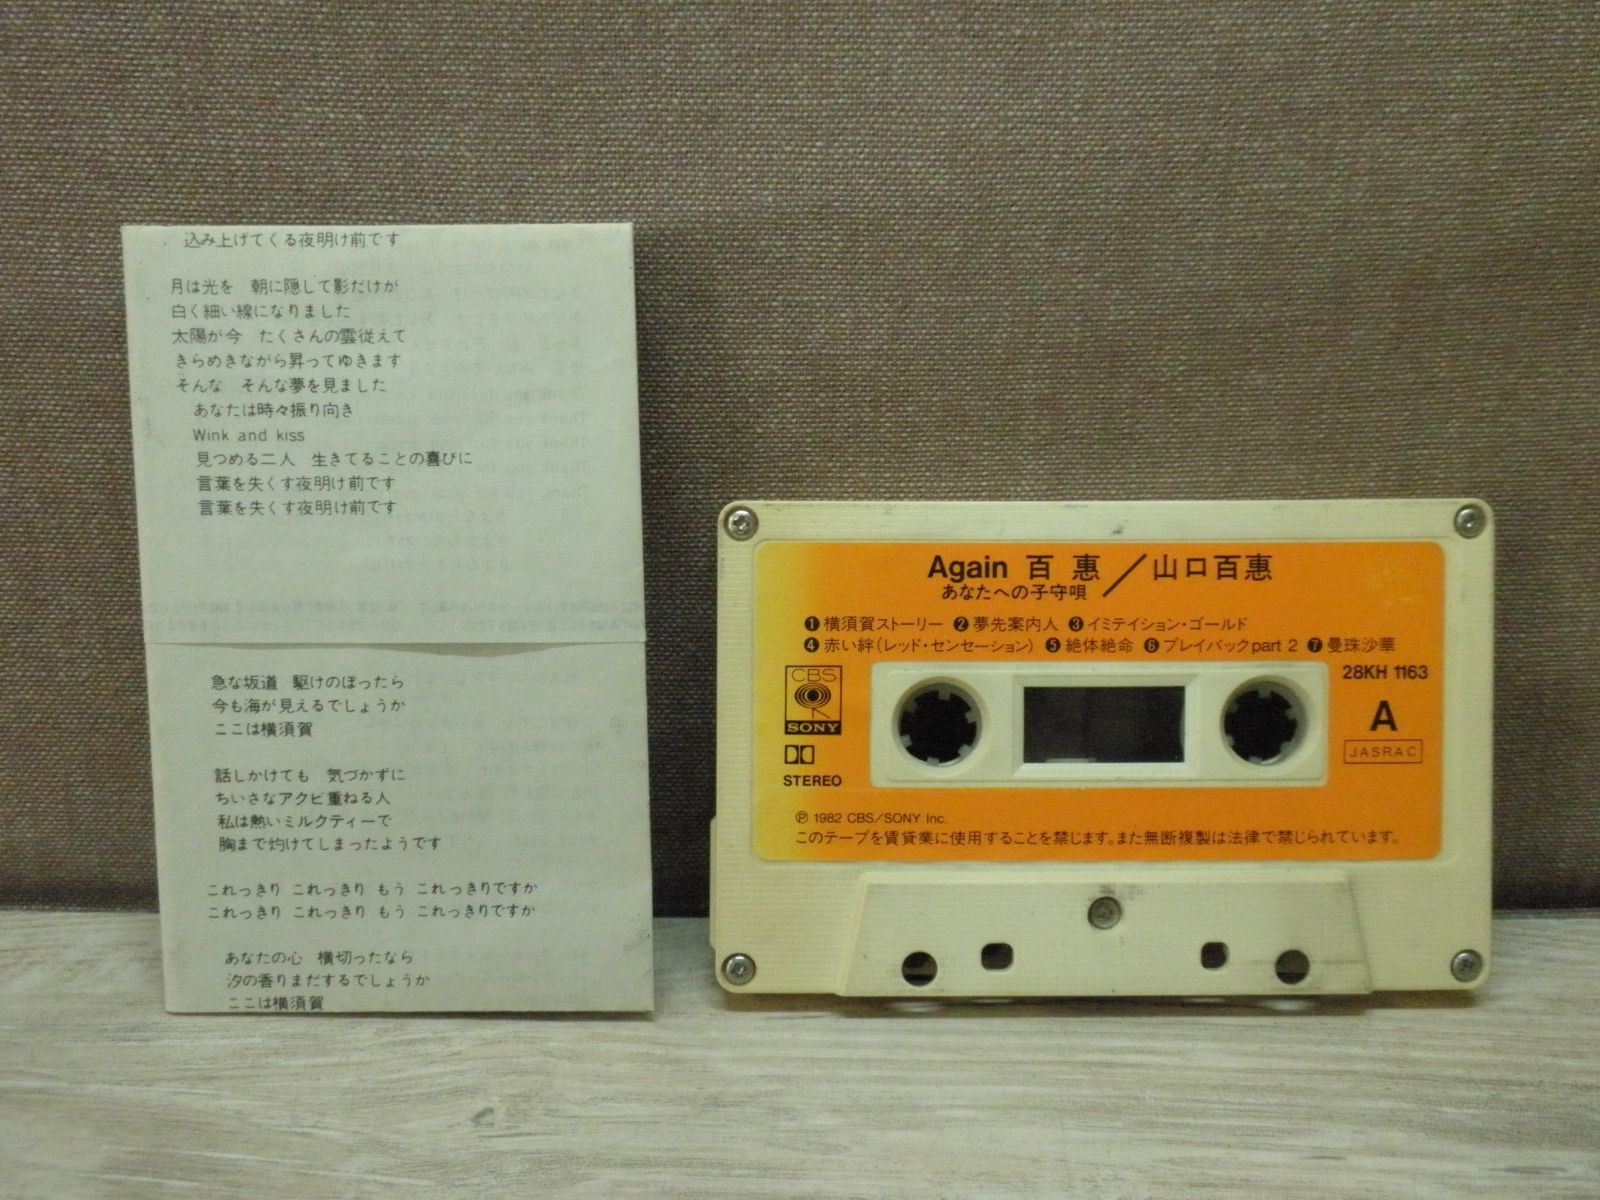 込み上げてくる夜明け前です
月は光を　朝に隠して影だけが
白く細い線になりました
太陽が今　たくさんの雲従えて
きらめきながら昇ってゆきます
そんな　そんな夢を見ました
あなたは時々振り向き
Wink and kiss
見つめる二人　生きてることの喜びに
言葉を失くす夜明け前です
言葉を失くす夜明け前です
急な坂道　駆けのぼったら
今も海が見えるでしょうか
ここは横須賀
話しかけても　気づかずに
ちいさなアクビ重ねる人
私は熱いミルクティーで
胸まで灼けてしまったようです
これっきり これっきり もう これっきりですか
これっきり これっきり もう これっきりですか
あなたの心　横切ったなら
汐の香りまだするでしょうか
ここは横須賀
Again 百惠／山口百惠
あなたへの子守唄
❶横須賀ストーリー ❷夢先案内人 ❸イミテイション・ゴールド
❹赤い絆(レッド・センセーション) ❺絶体絶命 ❻プレイバックpart 2 ❼曼珠沙華
28KH 1163
CBS
SONY
A
JASRAC
STEREO
Ⓟ 1982 CBS/SONY Inc.
このテープを賃貸業に使用することを禁じます。また無断複製は法律で禁じられています。